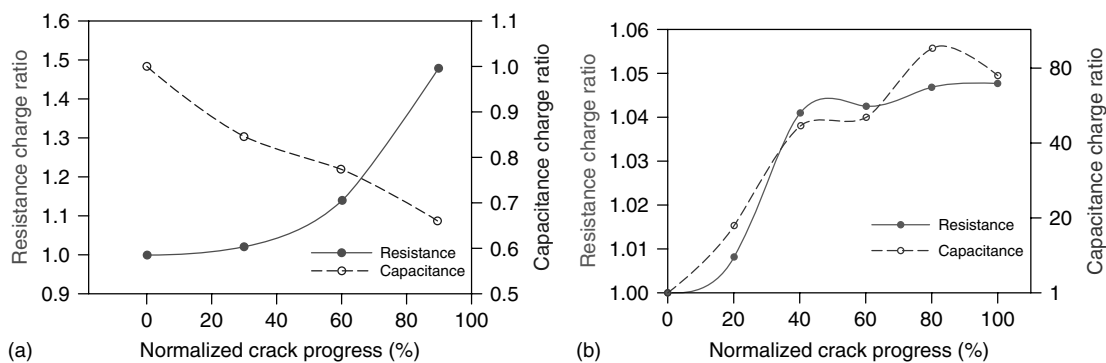 1.6
1.5
1.3
1.2
1.1
1.0
0.9
Resistance charge ratio
1.1
1.0
0.9
0.8
0.7
0.6
0.5
Capacitance charge ratio
Resistance
Capacitance
0 20 40 60 80 100
(a) Normalized crack progress (%)
1.06
1.05
1.04
1.03
1.02
1.01
1.00
Resistance charge ratio
80
40
40
20
1
Capacitance charge ratio
Resistance
Capacitance
0 20 40 60 80 100
(b) Normalized crack progress (%)